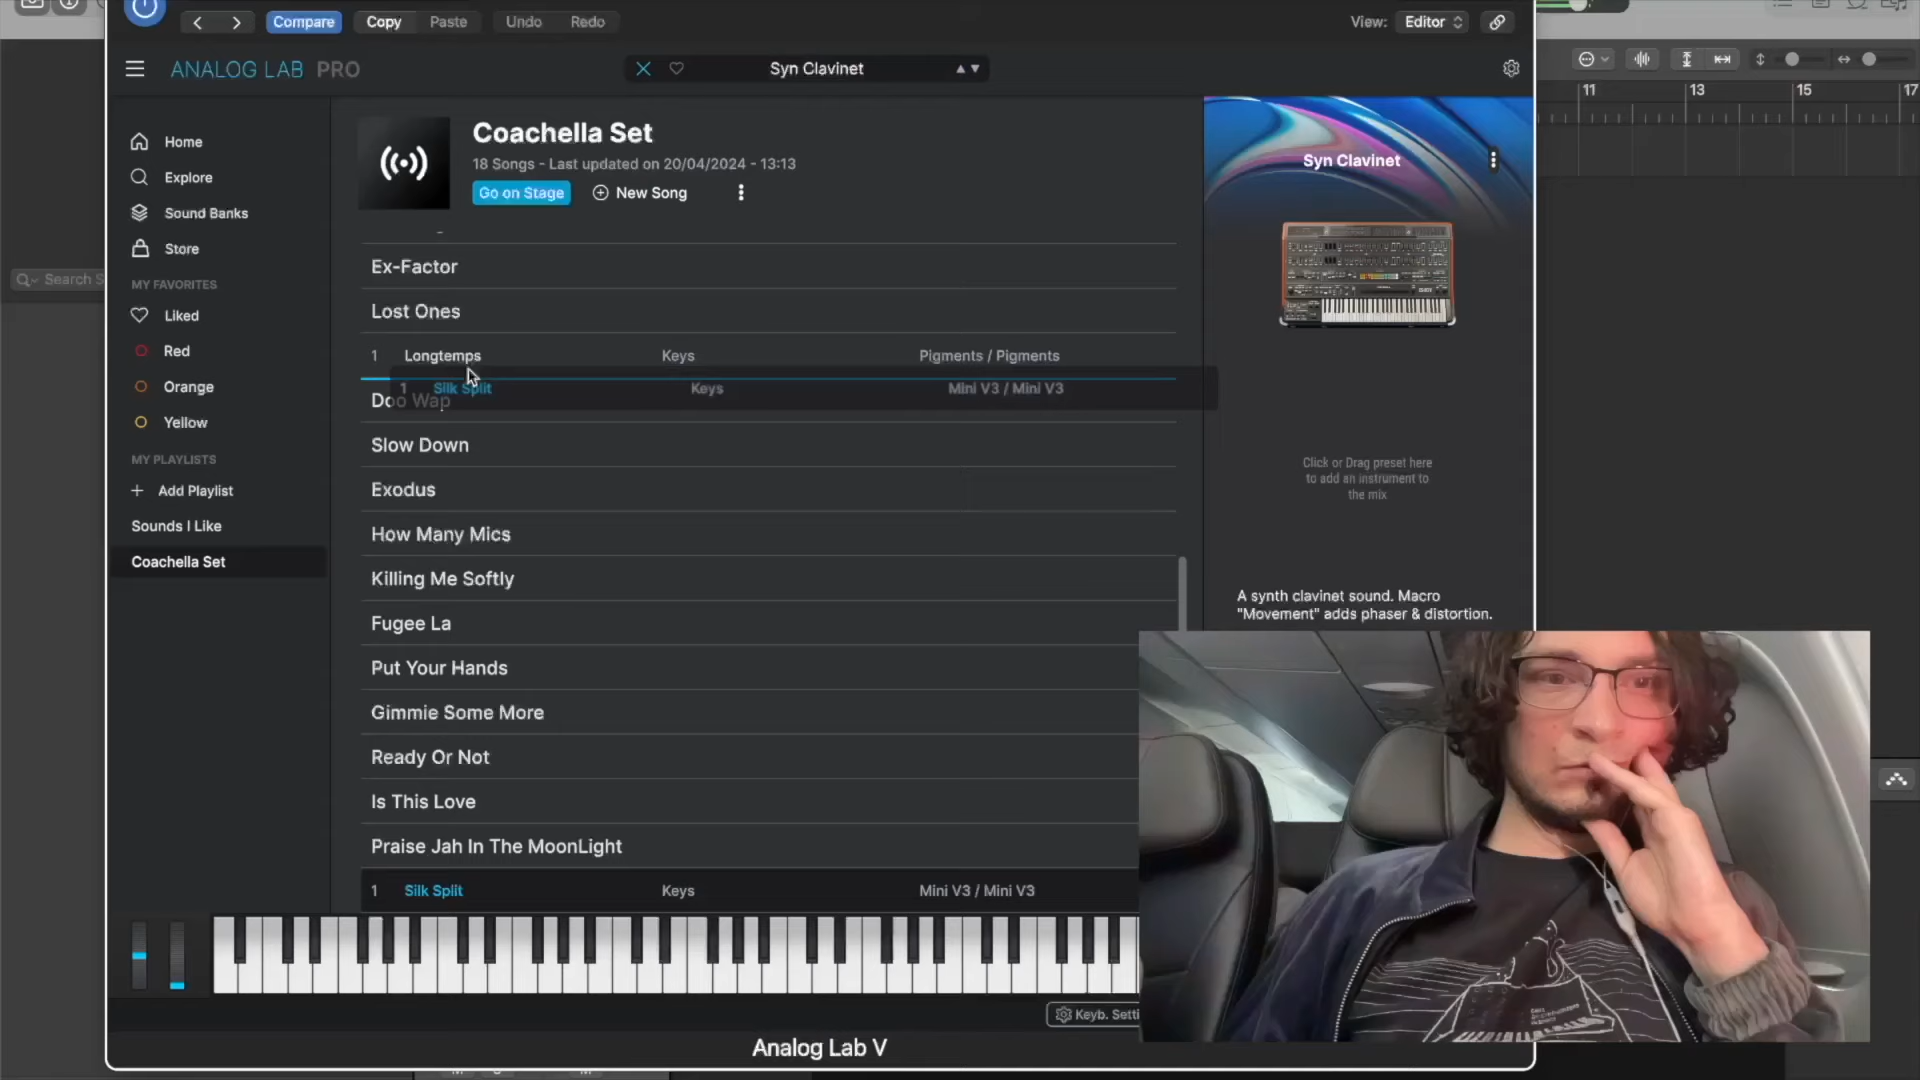 Compare
Copy
Paste
Undo
Redo
View:
Editor
ANALOG LAB PRO
Syn Clavinet
11
13
15
17
Home
Explore
Sound Banks
Store
Search S
MY FAVORITES
Liked
Red
Orange
Yellow
MY PLAYLISTS
Add Playlist
Sounds I Like
Coachella Set
Coachella Set
18 Songs - Last updated on 20/04/2024 - 13:13
Go on Stage
New Song
Ex-Factor
Lost Ones
1 Longtemps Keys Pigments / Pigments
1 Silk Split Keys Mini V3 / Mini V3
Doo Wap
Slow Down
Exodus
How Many Mics
Killing Me Softly
Fugee La
Put Your Hands
Gimmie Some More
Ready Or Not
Is This Love
Praise Jah In The MoonLight
1 Silk Split Keys Mini V3 / Mini V3
Syn Clavinet
Click or Drag preset here
to add an instrument to
the mix
A synth clavinet sound. Macro
"Movement" adds phaser & distortion.
Keyb. Setti
Analog Lab V